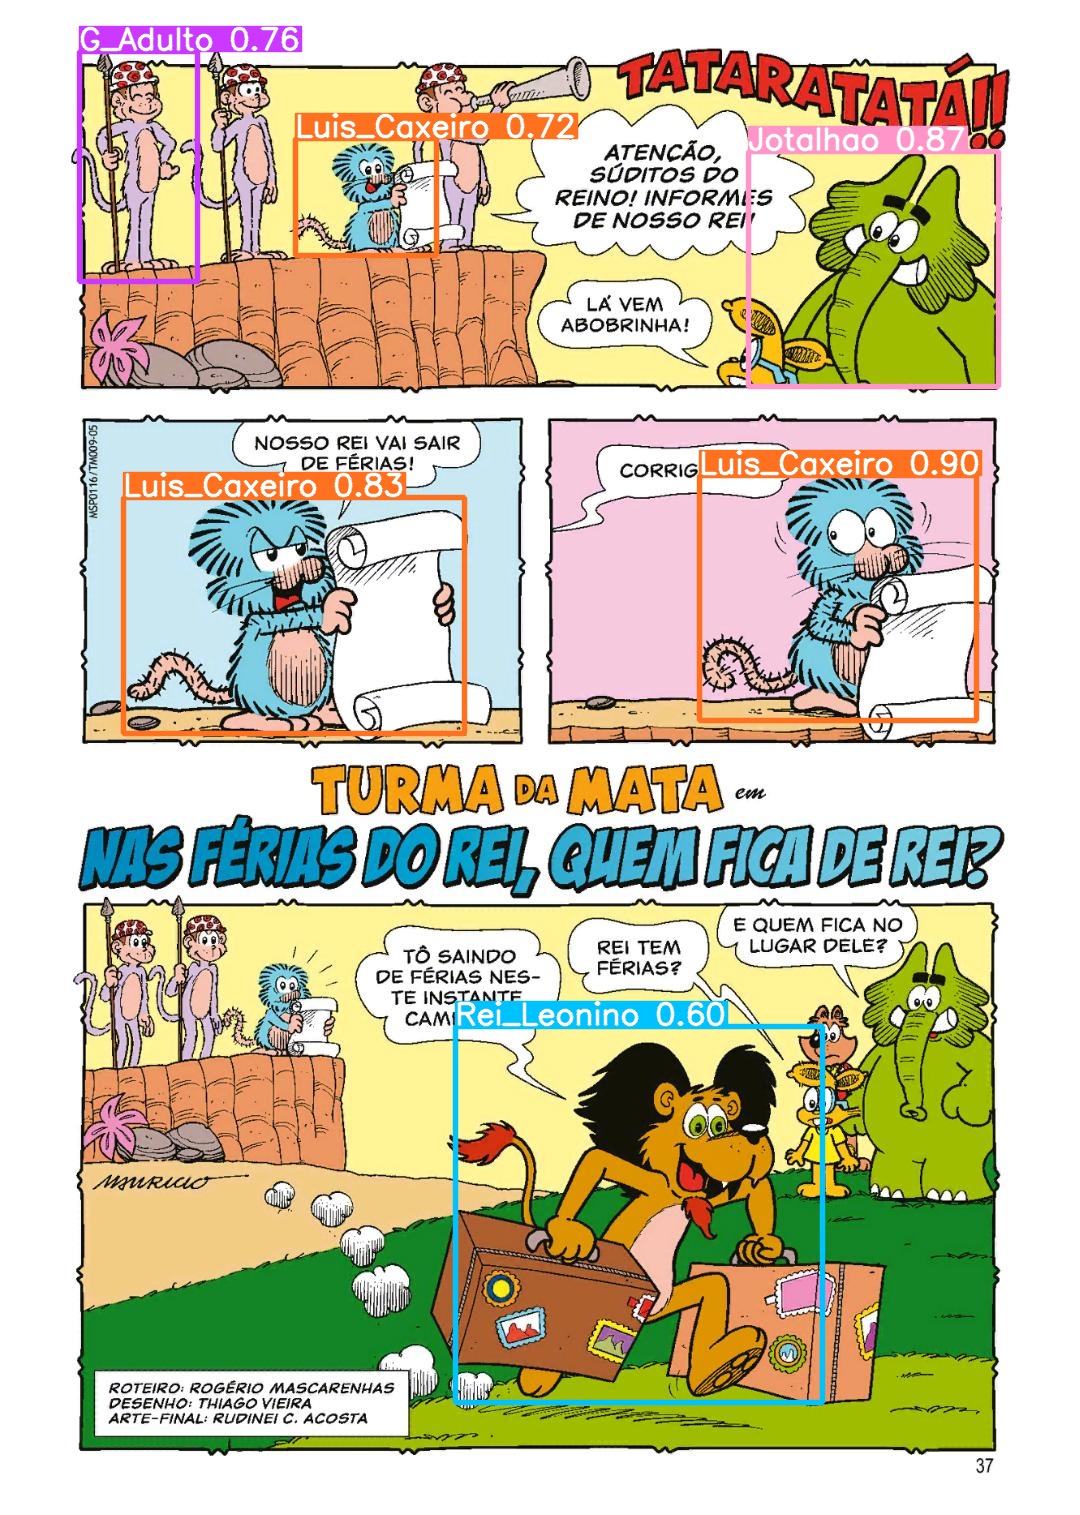 G_Adulto 0.76
TATARATATÁ!!
Luis_Caxeiro 0.72
Jotalhao 0.87
ATENÇÃO,
SÚDITOS DO
REINO! INFORMES
DE NOSSO REI!
LÁ VEM
ABOBRINHA!
MSP0116/TM009-05
NOSSO REI VAI SAIR
DE FÉRIAS!
Luis_Caxeiro 0.83
CORRIG
Luis_Caxeiro 0.90
TURMA DA MATA em
NAS FÉRIAS DO REI, QUEM FICA DE REI?
TÔ SAINDO
DE FÉRIAS NES-
TE INSTANTE
CAM
REI TEM
FÉRIAS?
E QUEM FICA NO
LUGAR DELE?
Rei_Leonino 0.60
MAURICIO
ROTEIRO: ROGÉRIO MASCARENHAS
DESENHO: THIAGO VIEIRA
ARTE-FINAL: RUDINEI C. ACOSTA
37